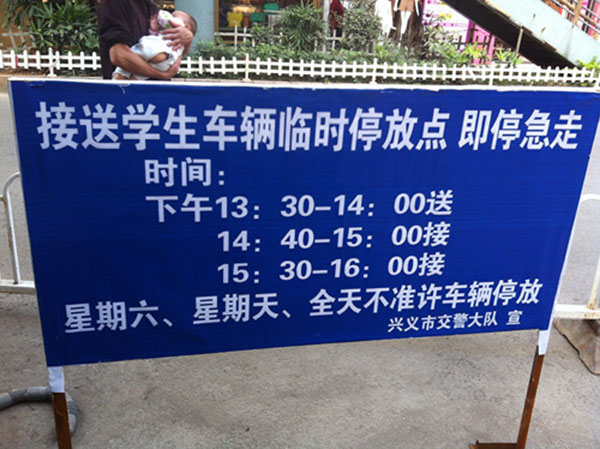 接送学生车辆临时停放点 即停急走
时间：
下午13：30-14：00送
14：40-15：00接
15：30-16：00接
星期六、星期天、全天不准许车辆停放
兴义市交警大队 宣